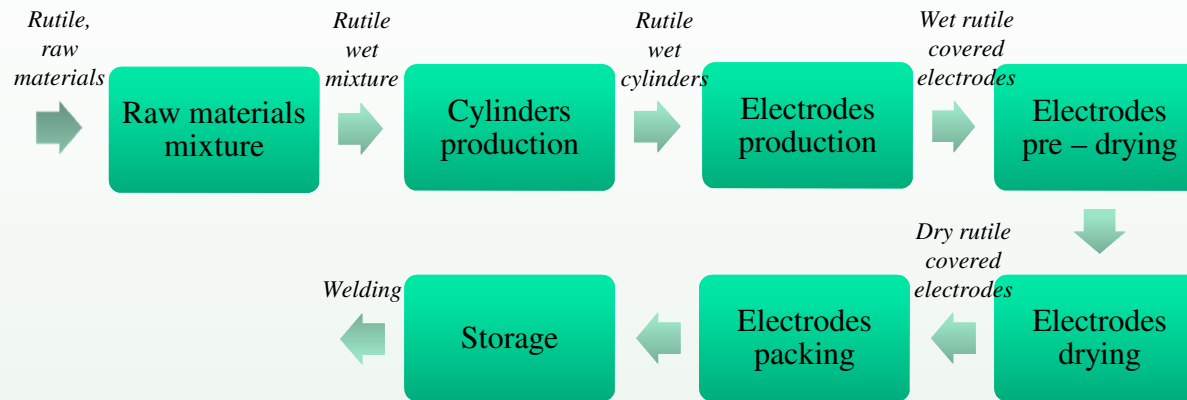 Rutile,
raw
materials
Raw materials
mixture
Rutile
wet
mixture
Cylinders
production
Rutile
wet
cylinders
Electrodes
production
Wet rutile
covered
electrodes
Electrodes
pre – drying
Electrodes
drying
Dry rutile
covered
electrodes
Electrodes
packing
Storage
Welding